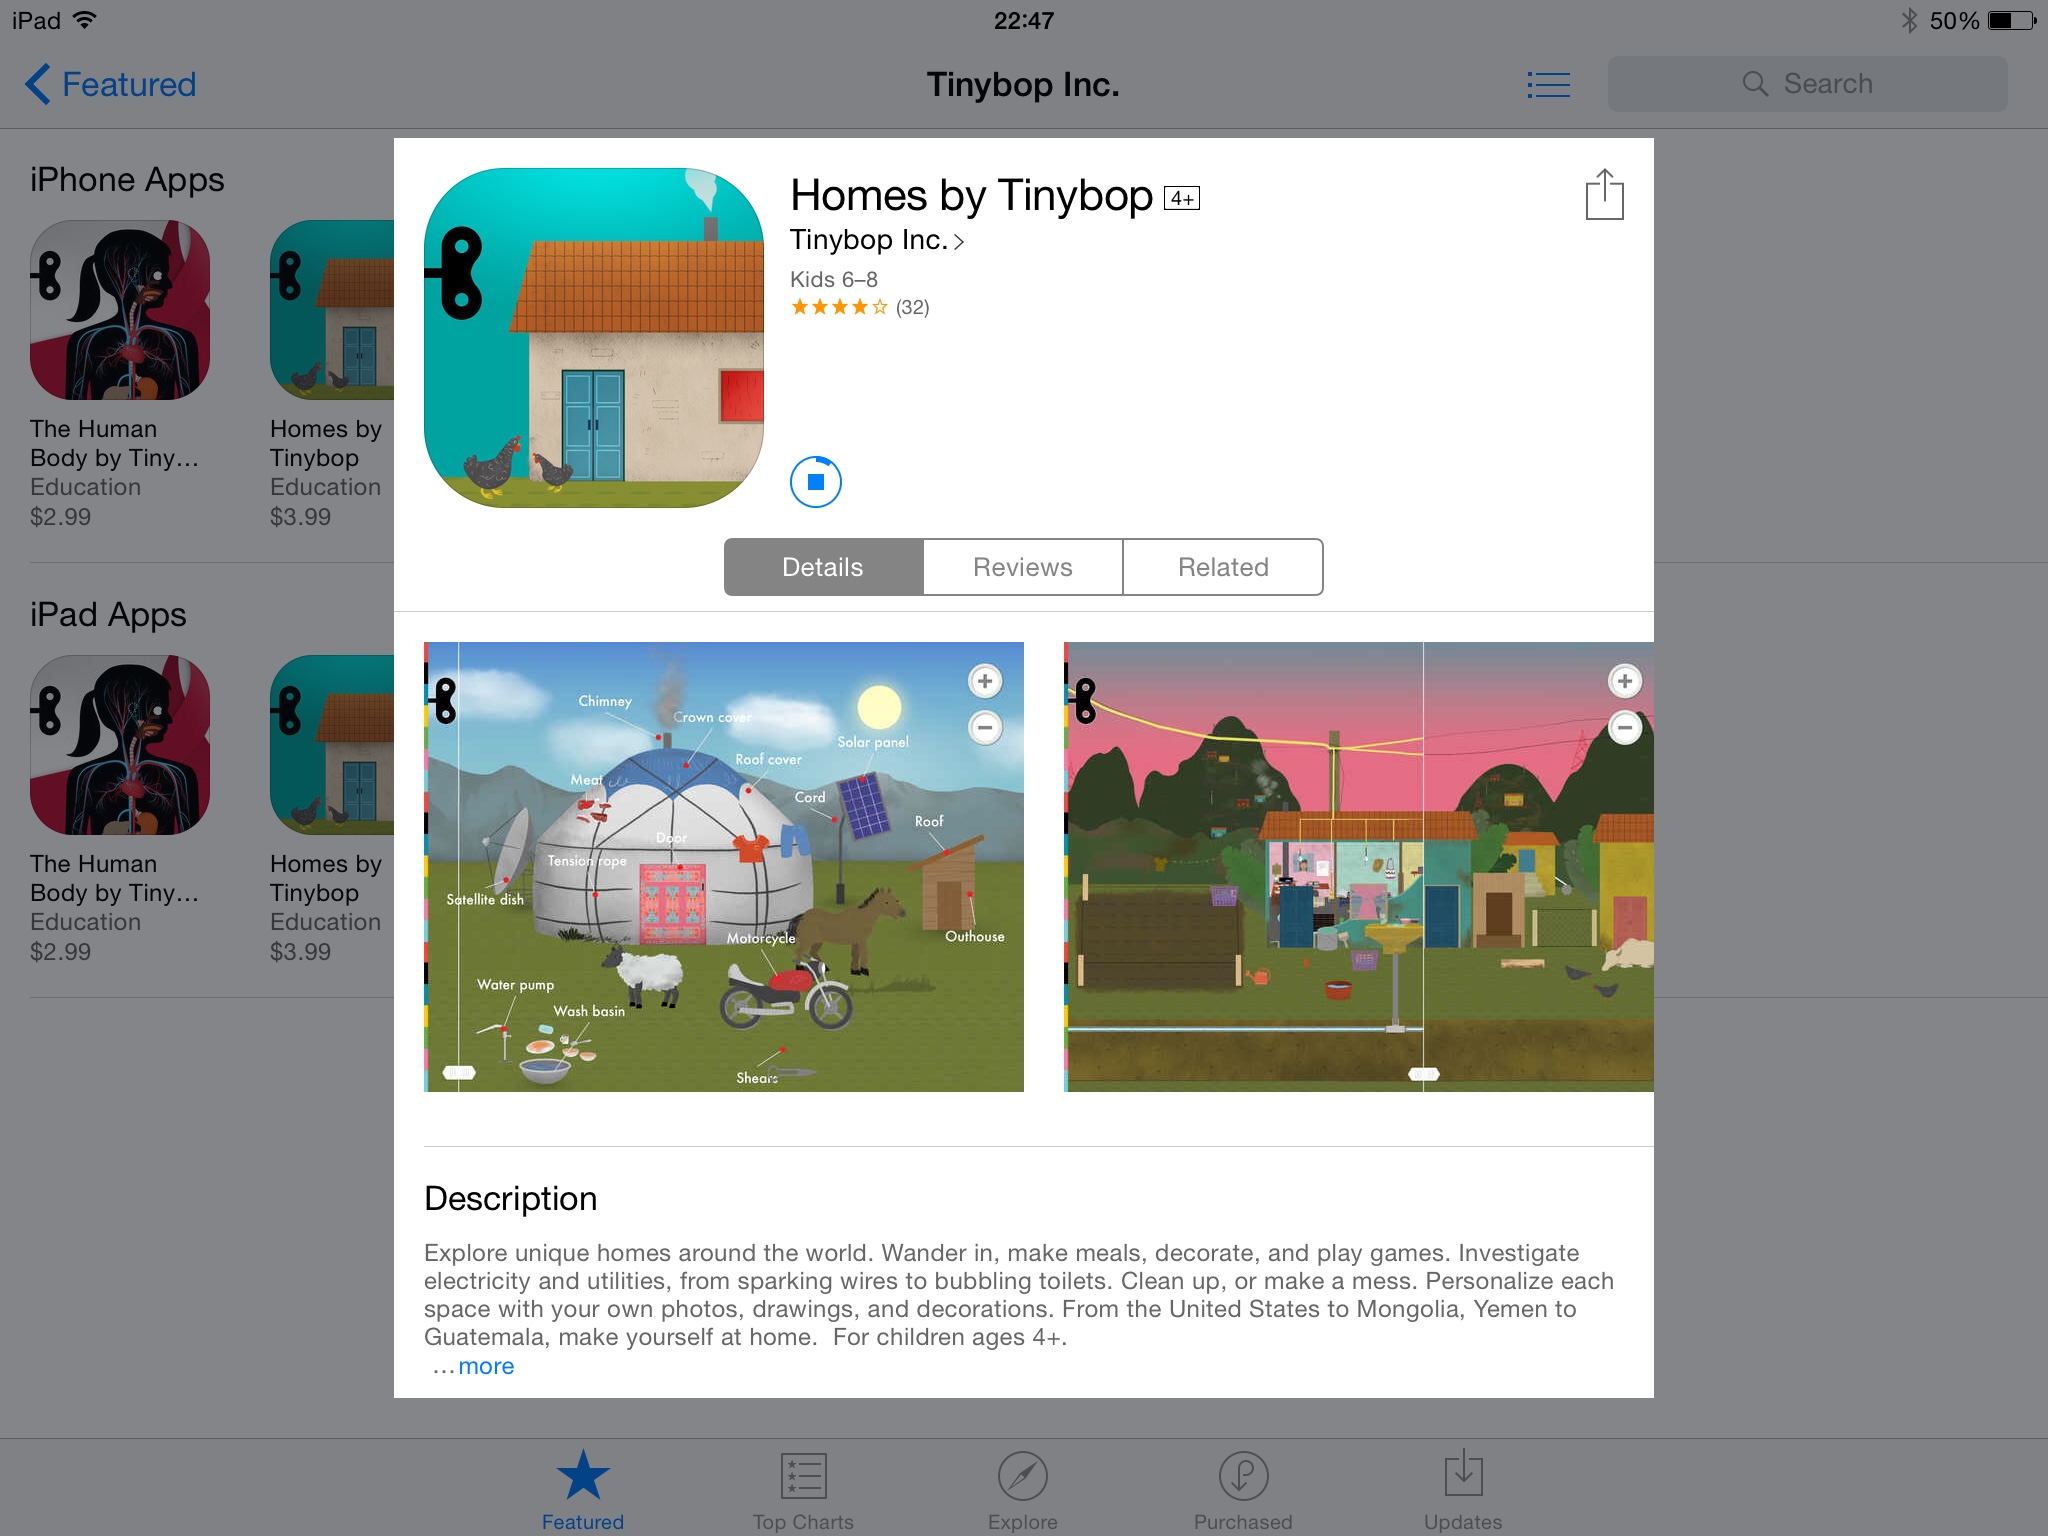 iPad
22:47
50%
Featured
Tinybop Inc.
Search
iPhone Apps
The Human
Body by Tiny…
Education
$2.99
Homes by
Tinybop
Education
$3.99
iPad Apps
The Human
Body by Tiny…
Education
$2.99
Homes by
Tinybop
Education
$3.99
Homes by Tinybop 4+
Tinybop Inc.
Kids 6–8
(32)
Details
Reviews
Related
Chimney
Crown cover
Roof cover
Solar panel
Meat
Cord
Roof
Door
Tension rope
Satellite dish
Motorcycle
Outhouse
Water pump
Wash basin
Shears
Description
Explore unique homes around the world. Wander in, make meals, decorate, and play games. Investigate
electricity and utilities, from sparking wires to bubbling toilets. Clean up, or make a mess. Personalize each
space with your own photos, drawings, and decorations. From the United States to Mongolia, Yemen to
Guatemala, make yourself at home.  For children ages 4+.
…more
Featured
Top Charts
Explore
Purchased
Updates